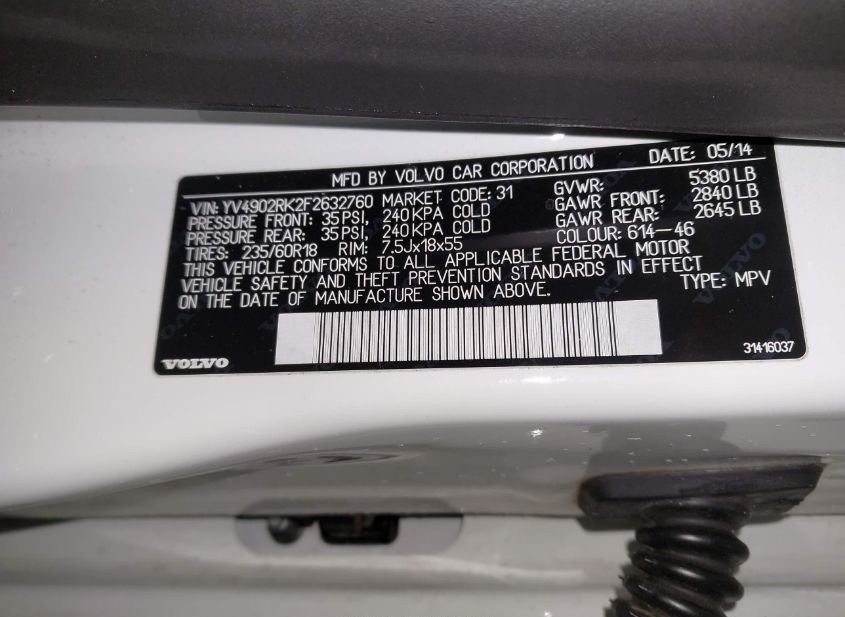 MFD BY VOLVO CAR CORPORATION DATE: 05/14
VIN: YV4902RK2F2632760 MARKET CODE: 31 GVWR: 5380 LB
PRESSURE FRONT: 35PSI, 240KPA COLD GAWR FRONT: 2840 LB
PRESSURE REAR: 35PSI, 240KPA COLD GAWR REAR: 2645 LB
TIRES: 235/60R18 RIM: 7.5Jx18x55 COLOUR: 614-46
THIS VEHICLE CONFORMS TO ALL APPLICABLE FEDERAL MOTOR
VEHICLE SAFETY AND THEFT PREVENTION STANDARDS IN EFFECT
ON THE DATE OF MANUFACTURE SHOWN ABOVE. TYPE: MPV
VOLVO 31416037